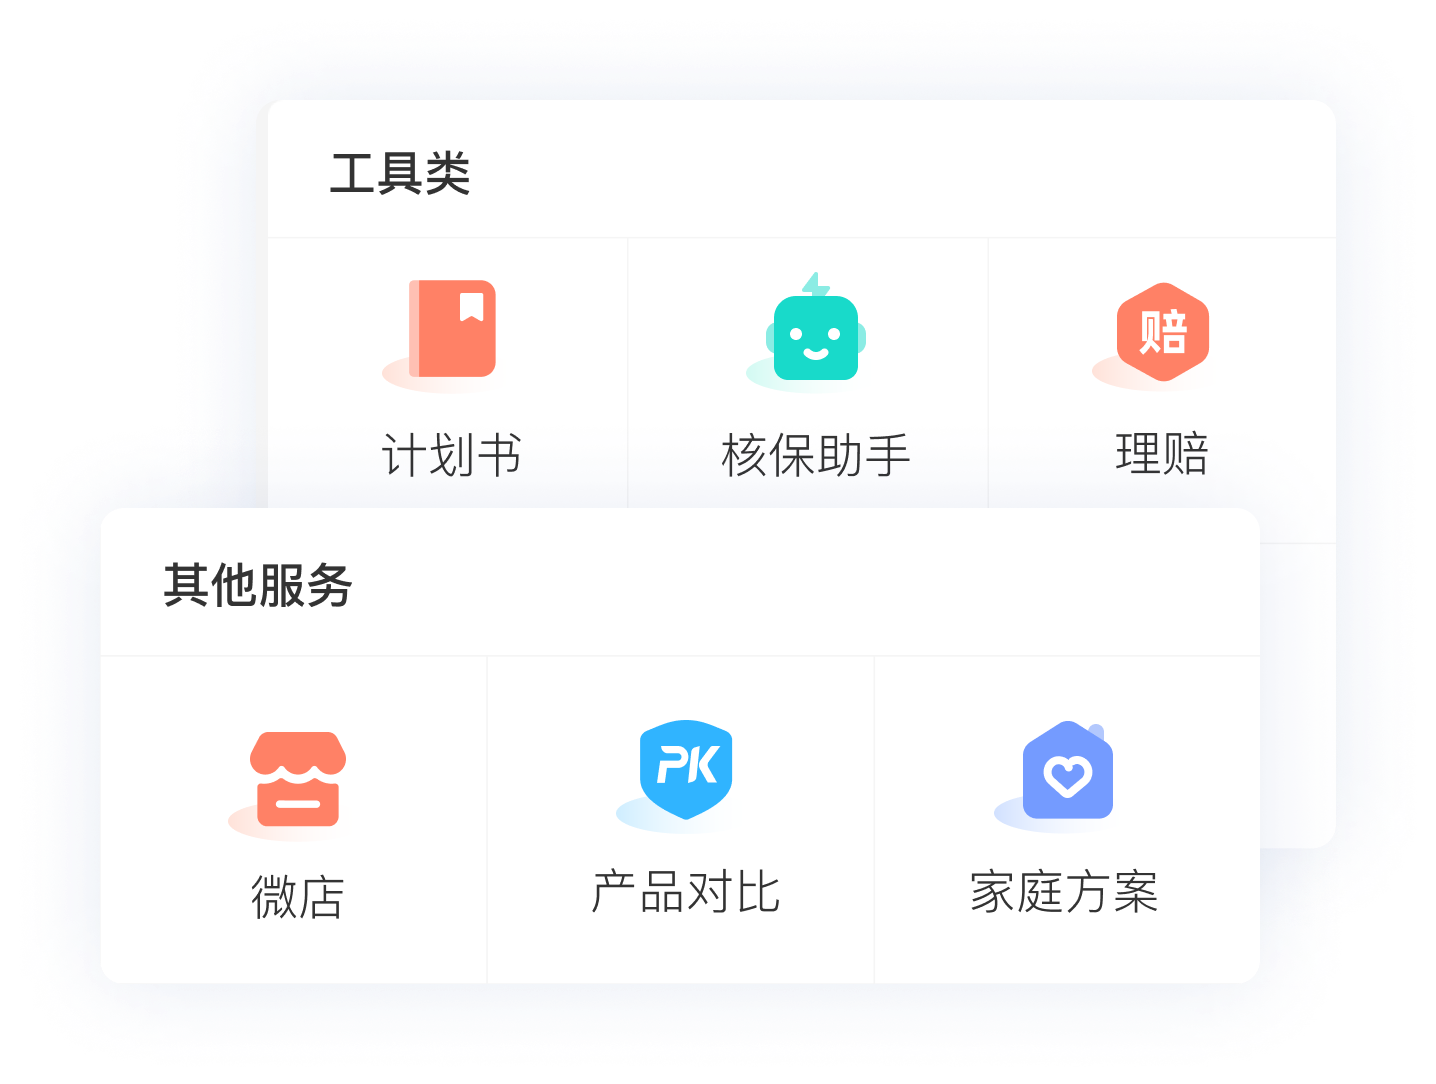 工具类
赔
计划书 核保助手 理赔
其他服务
PK
微店 产品对比 家庭方案